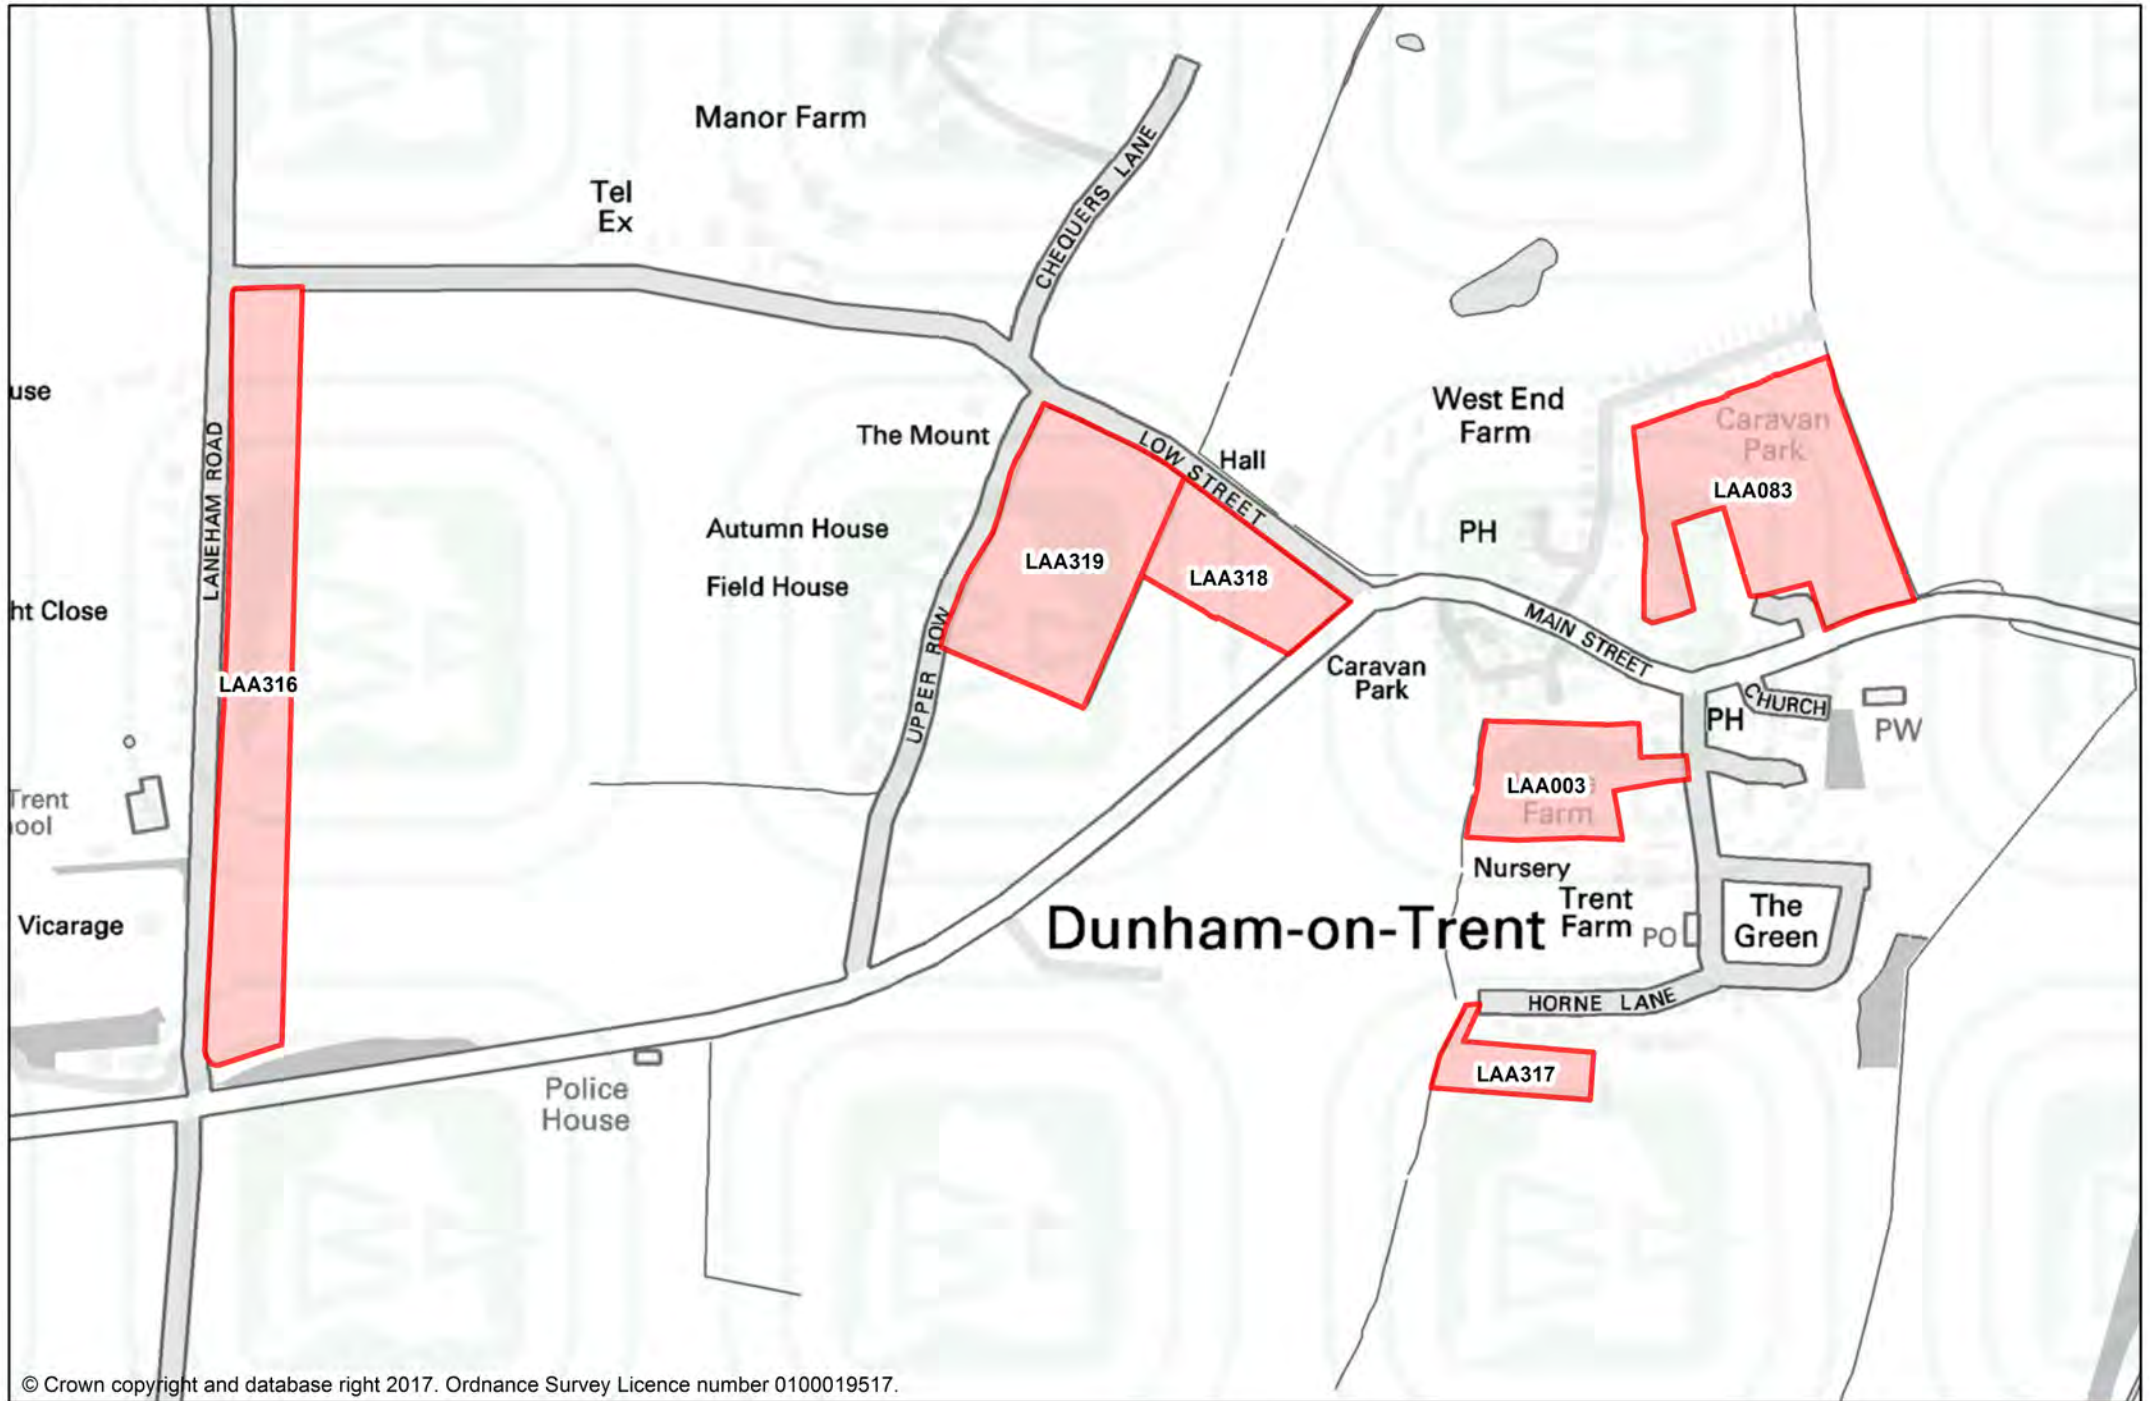 Manor Farm
Tel
Ex
CHEQUERS LANE
use
LANEHAM ROAD
The Mount
LOW STREET
Hall
West End
Farm
Caravan
Park
LAA083
Autumn House
PH
LAA319
LAA318
Field House
ht Close
UPPER ROW
MAIN STREET
LAA316
Caravan
Park
CHURCH
PH
PW
LAA003
Farm
Trent
ool
Nursery
Trent
Farm
The
Green
Vicarage
Dunham-on-Trent
PO
HORNE LANE
LAA317
Police
House
© Crown copyright and database right 2017. Ordnance Survey Licence number 0100019517.